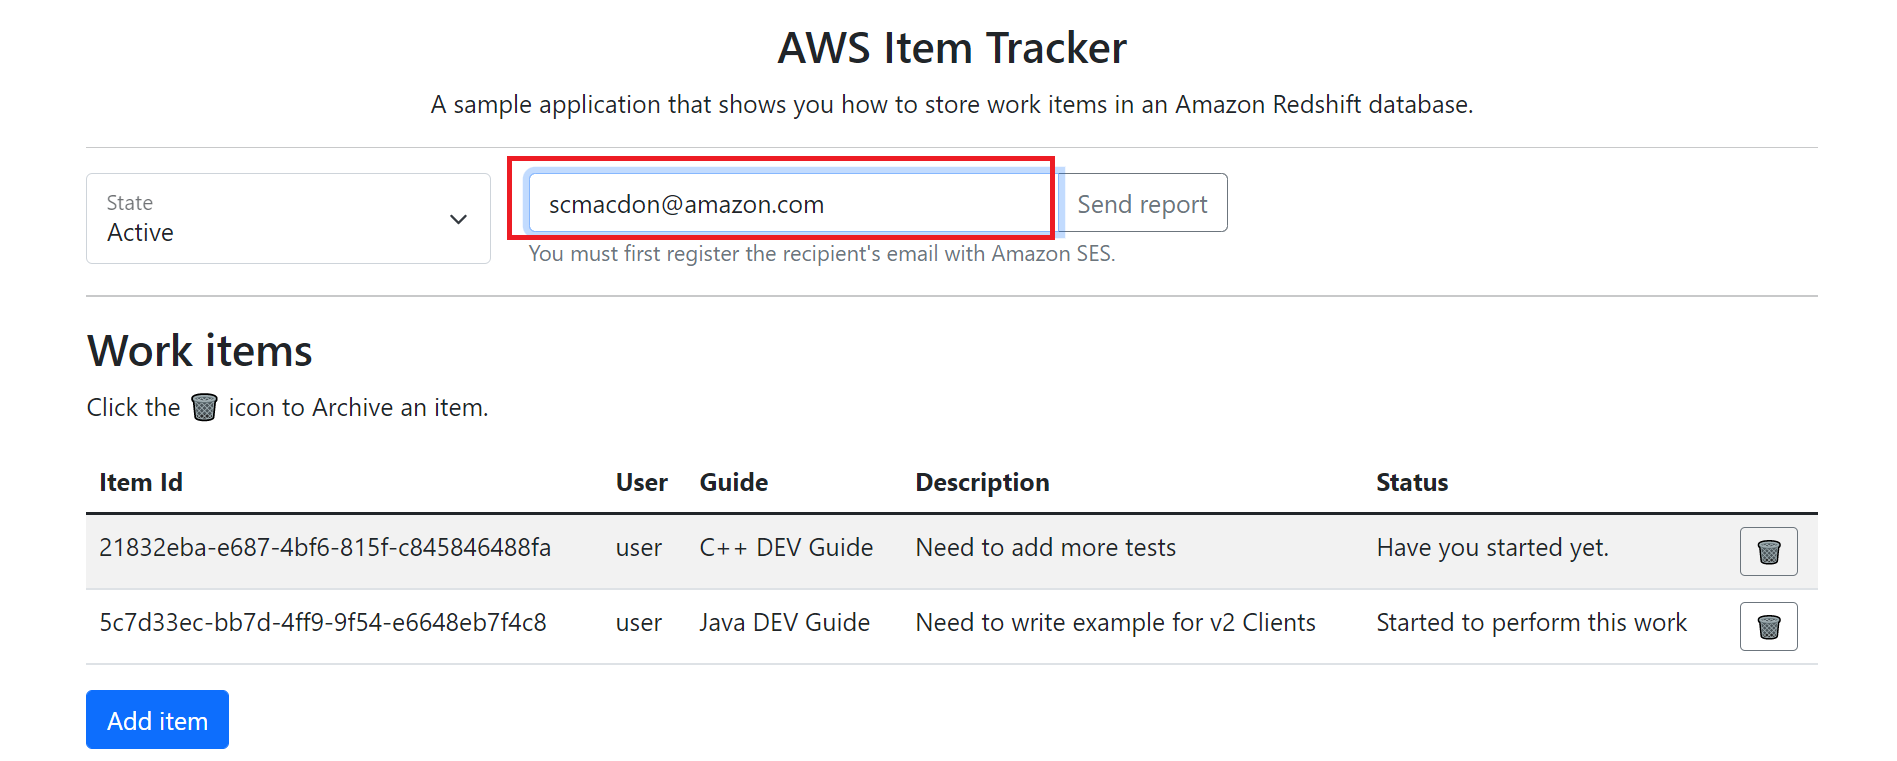 AWS Item Tracker
A sample application that shows you how to store work items in an Amazon Redshift database.
State
Active
scmacdon@amazon.com
Send report
You must first register the recipient's email with Amazon SES.
Work items
Click the icon to Archive an item.
Item Id User Guide Description Status
21832eba-e687-4bf6-815f-c845846488fa user C++ DEV Guide Need to add more tests Have you started yet.
5c7d33ec-bb7d-4ff9-9f54-e6648eb7f4c8 user Java DEV Guide Need to write example for v2 Clients Started to perform this work
Add item